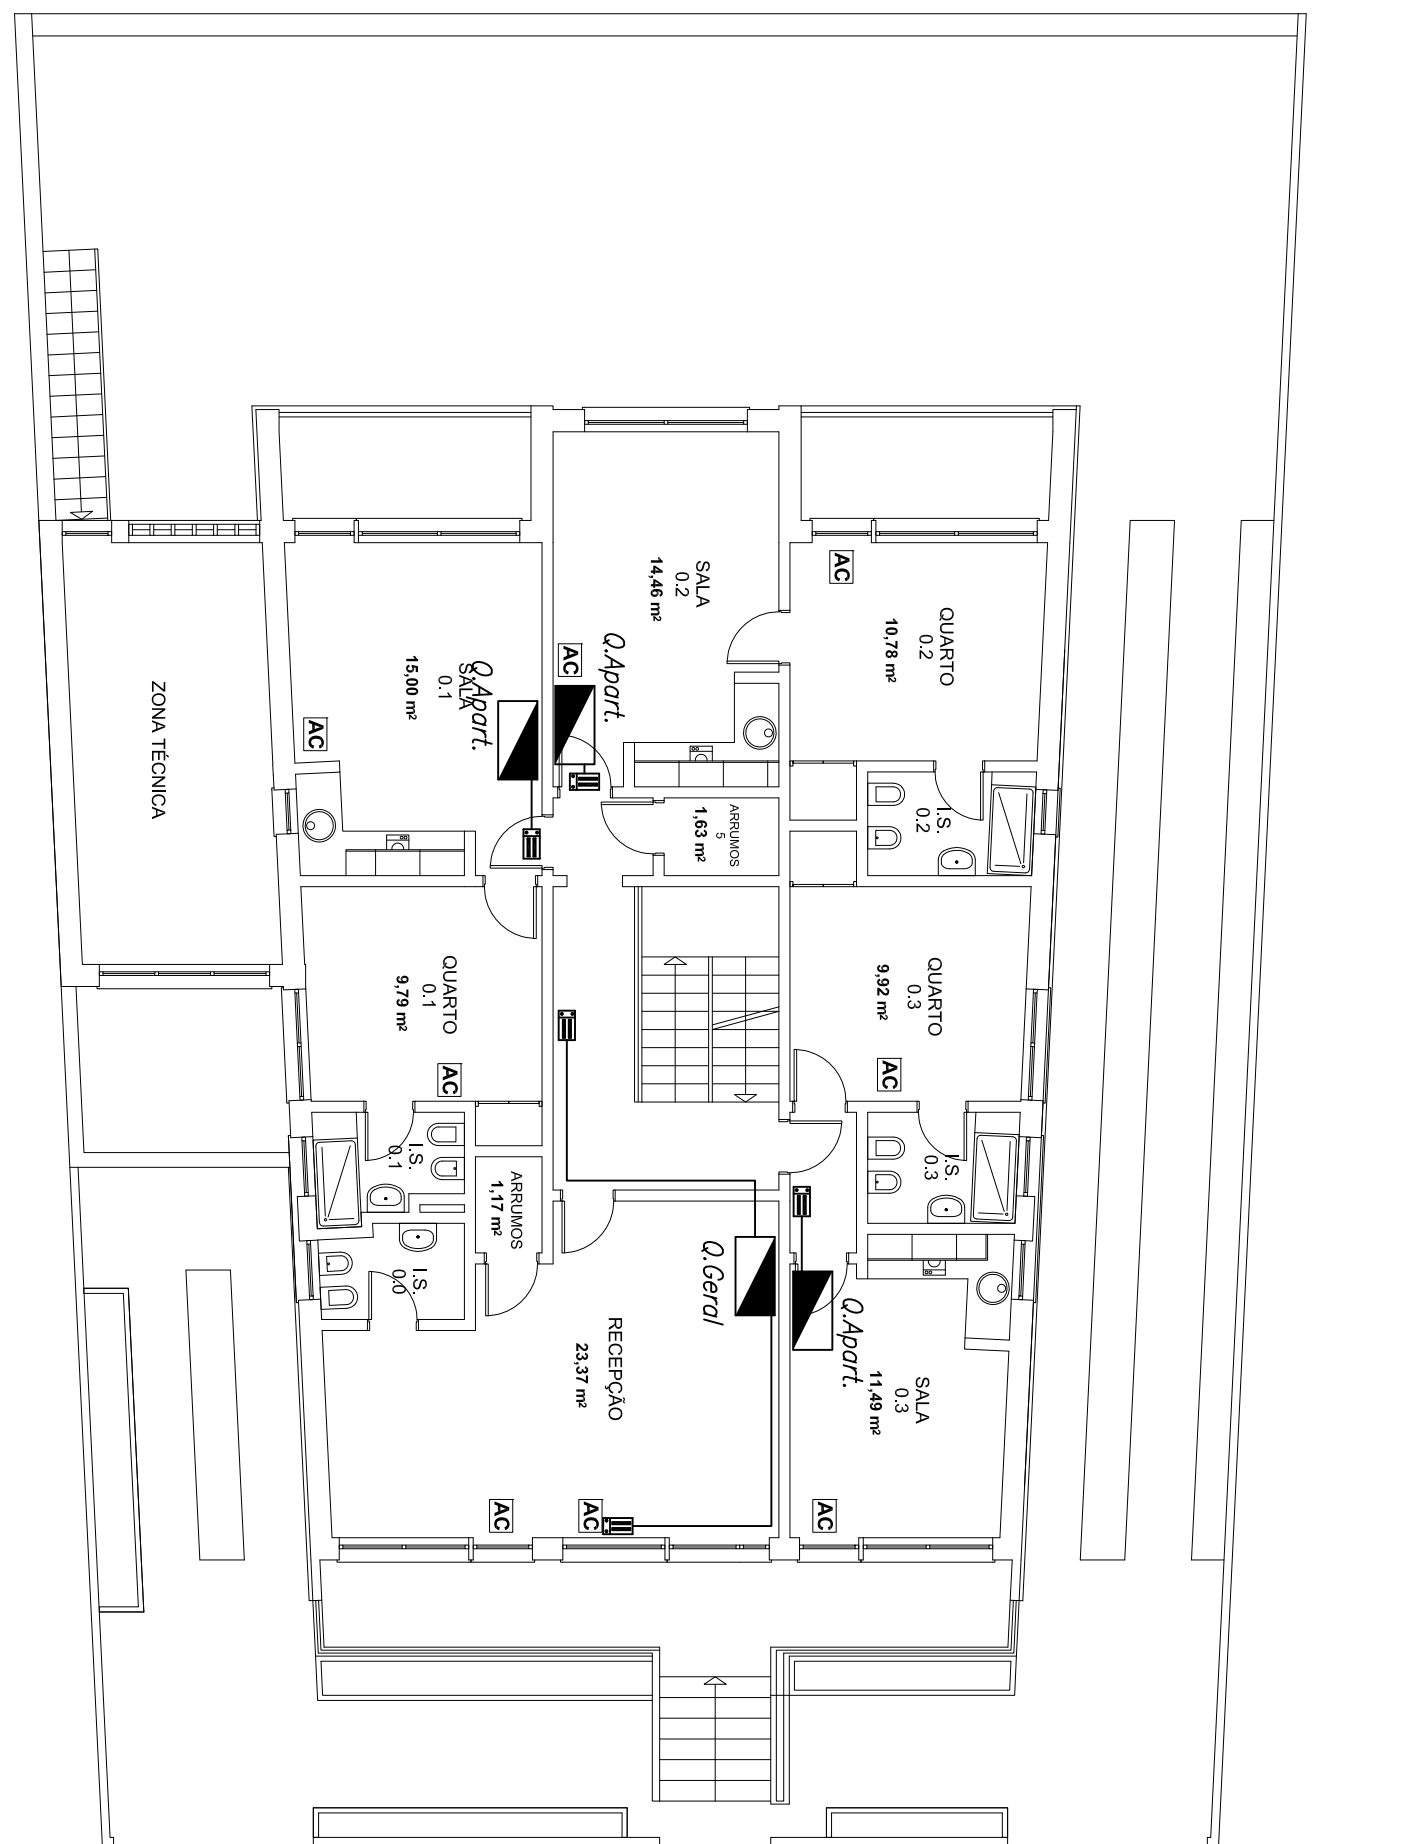 SALA
0.2
14,46 m²
AC
QUARTO
0.2
10,78 m²
Q.Apart.
AC
Q.Apart.
SALA
0.1
15,00 m²
AC
ZONA TÉCNICA
ARRUMOS
5
1,63 m²
I.S.
0.2
QUARTO
0.1
9,79 m²
AC
QUARTO
0.3
9,92 m²
AC
I.S.
0.1
ARRUMOS
1,17 m²
I.S.
0.3
I.S.
0.0
Q.Geral
Q.Apart.
RECEPÇÃO
23,37 m²
SALA
0.3
11,49 m²
AC
AC
AC